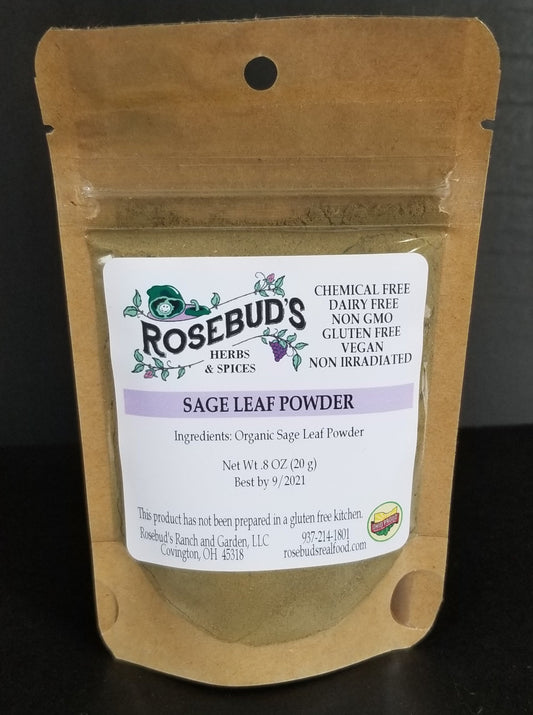 ROSEBUD'S
HERBS
& SPICES
CHEMICAL FREE
DAIRY FREE
NON GMO
GLUTEN FREE
VEGAN
NON IRRADIATED
SAGE LEAF POWDER
Ingredients: Organic Sage Leaf Powder
Net Wt .8 OZ (20 g)
Best by 9/2021
This product has not been prepared in a gluten free kitchen.
Rosebud's Ranch and Garden, LLC
Covington, OH 45318
937-214-1801
rosebudsrealfood.com